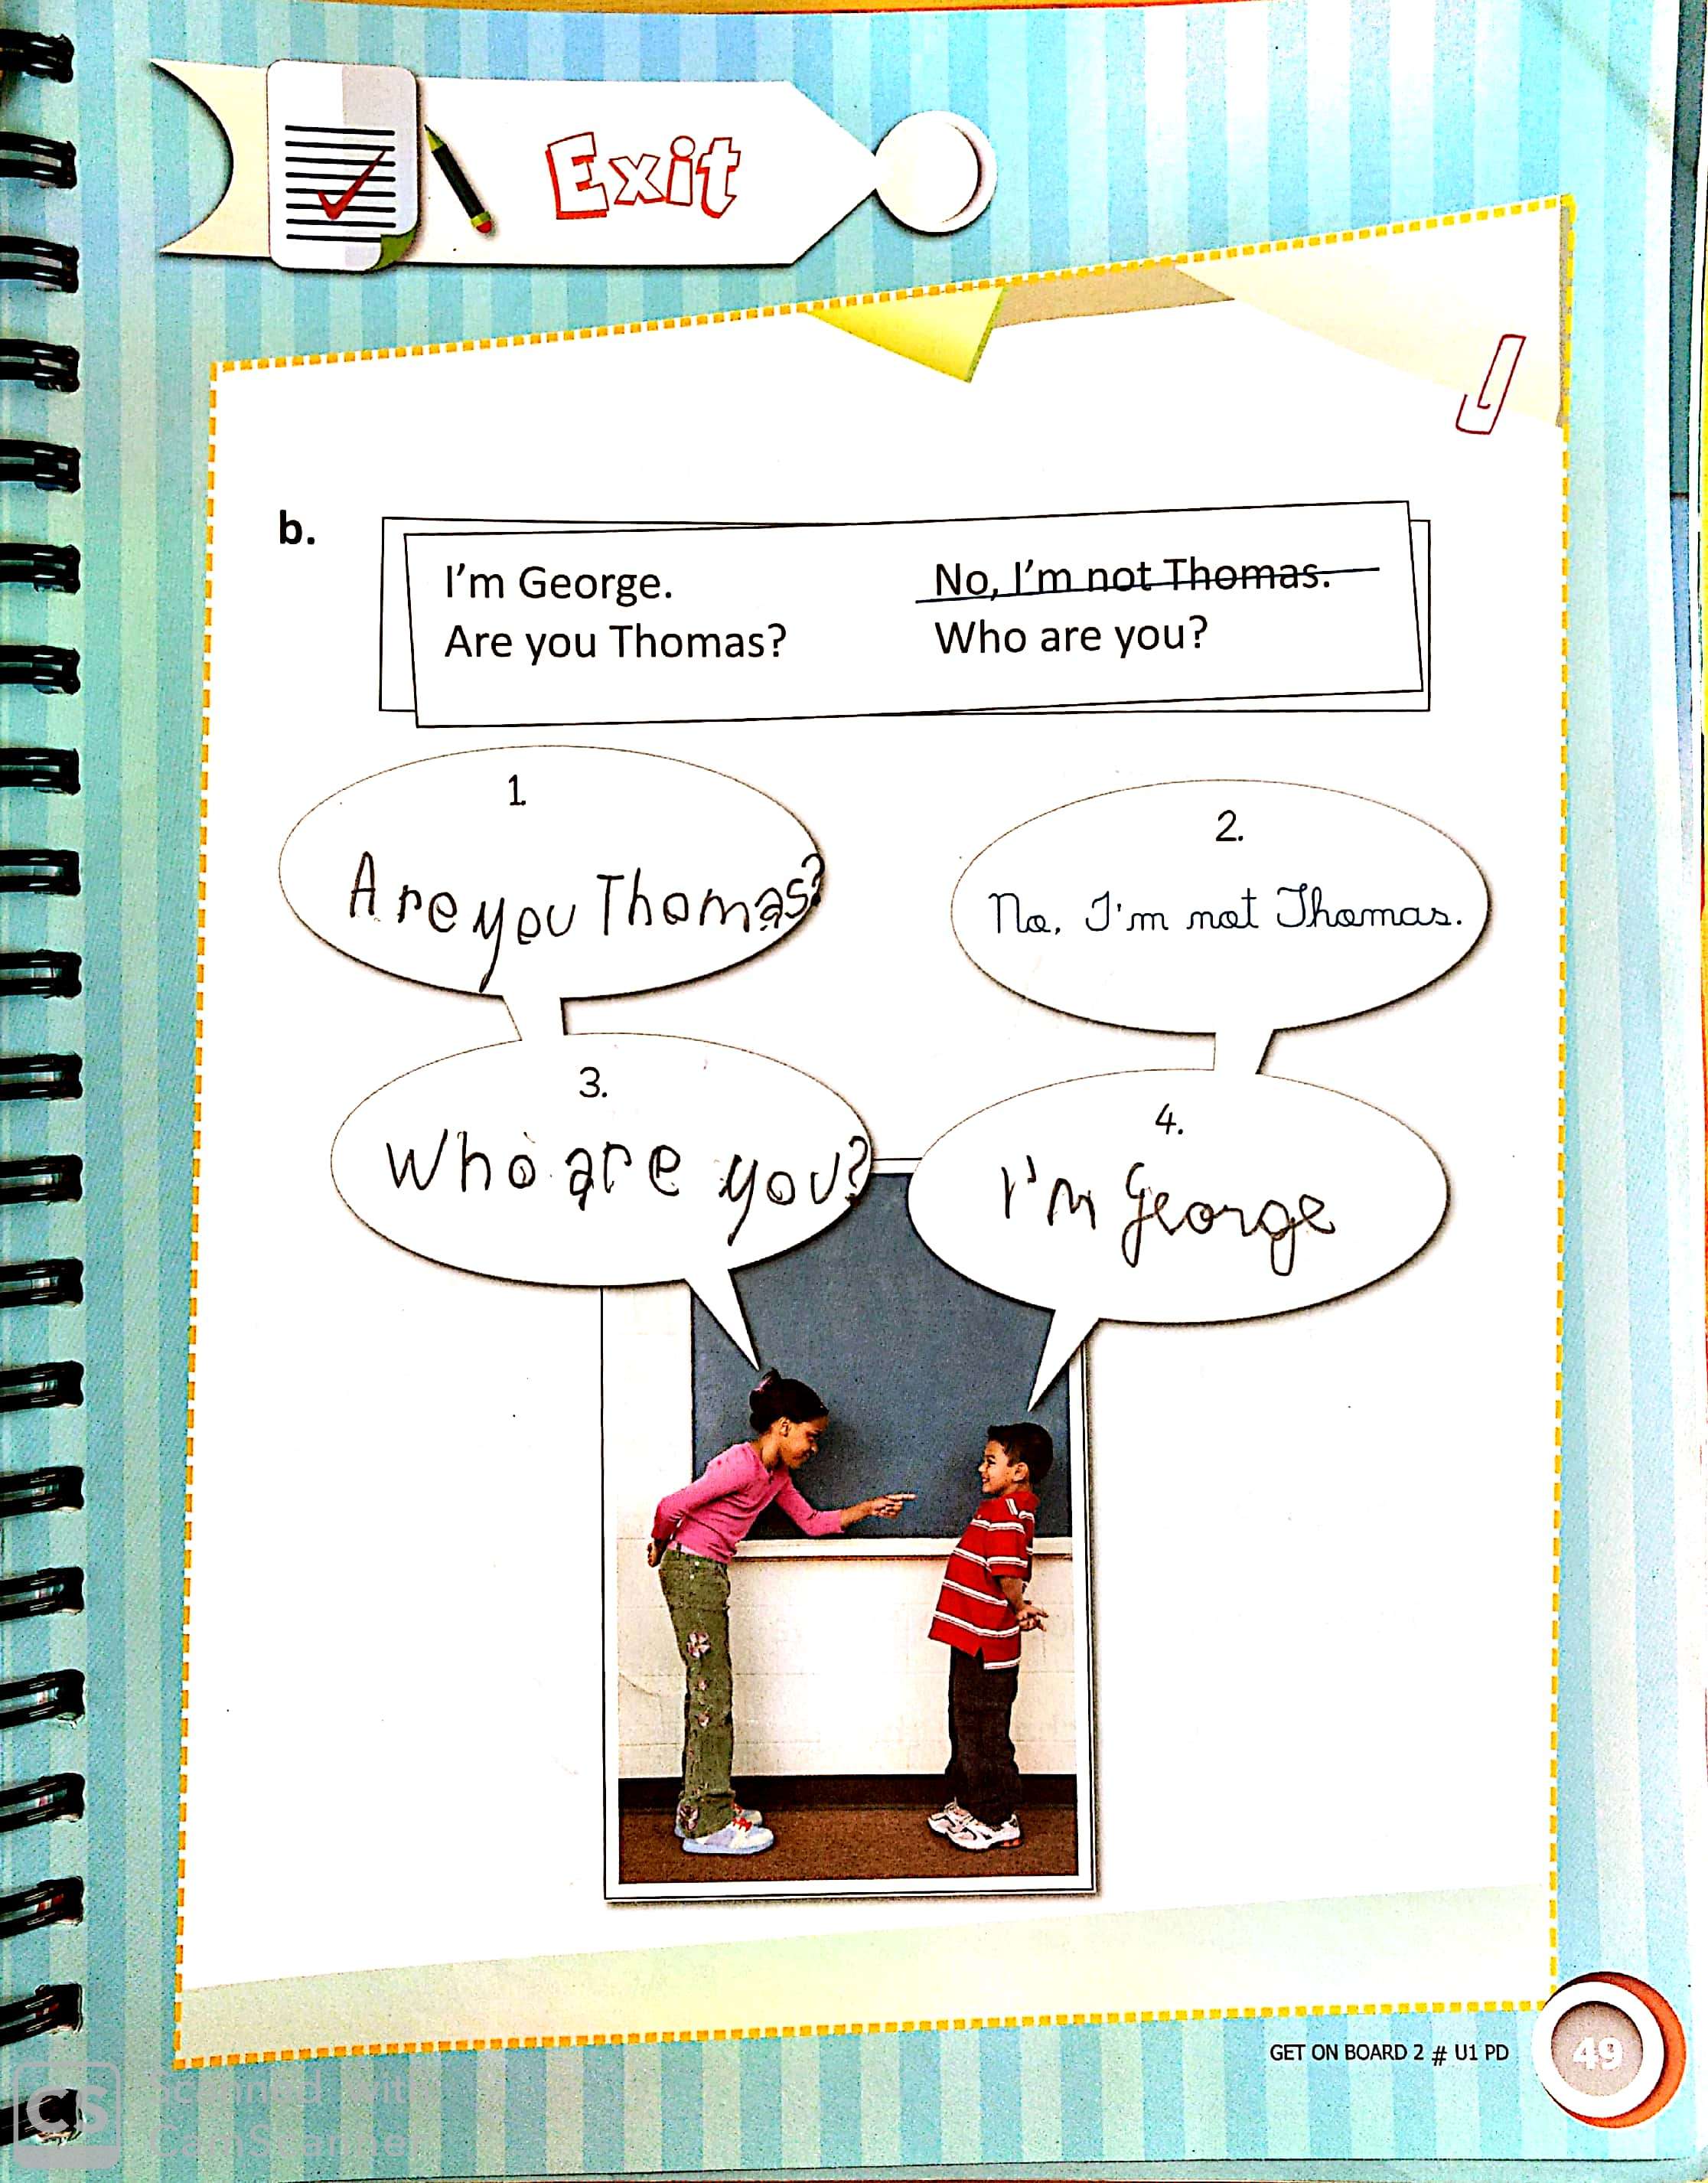 Exit
b.
I'm George.
No, I'm not Thomas.
Are you Thomas?
Who are you?
1.
Are you Thomas?
2.
No, I'm not Thomas.
3.
Who are you?
4.
I'm George
GET ON BOARD 2 # U1 PD
49
CS
Scanned with
CamScanner